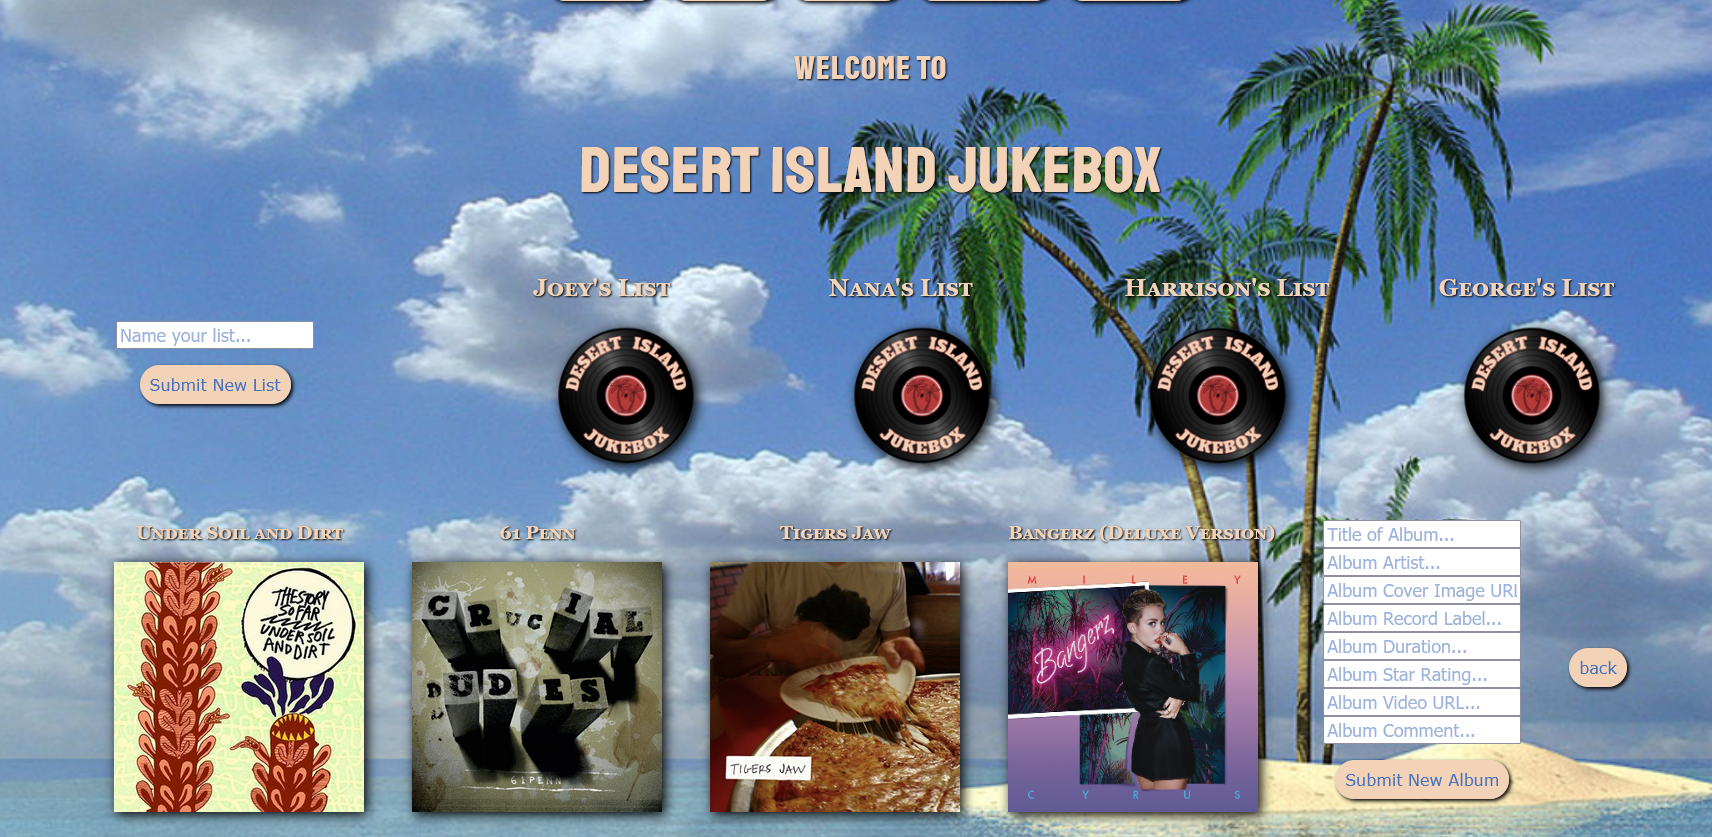 WELCOME TO
DESERT ISLAND JUKEBOX
Joey's List
Nana's List
Harrison's List
George's List
Name your list...
Submit New List
DESERT ISLAND
JUKEBOX
DESERT ISLAND
JUKEBOX
DESERT ISLAND
JUKEBOX
DESERT ISLAND
JUKEBOX
Under Soil and Dirt
61 Penn
Tigers Jaw
Bangerz (Deluxe Version)
THE STORY
SO FAR
UNDER SOIL
AND DIRT
CRUCIAL
DUDES
61PENN
TIGERS JAW
MILEY
Bangerz
CYRUS
Title of Album...
Album Artist...
Album Cover Image URL
Album Record Label...
Album Duration...
Album Star Rating...
Album Video URL...
Album Comment...
Submit New Album
back